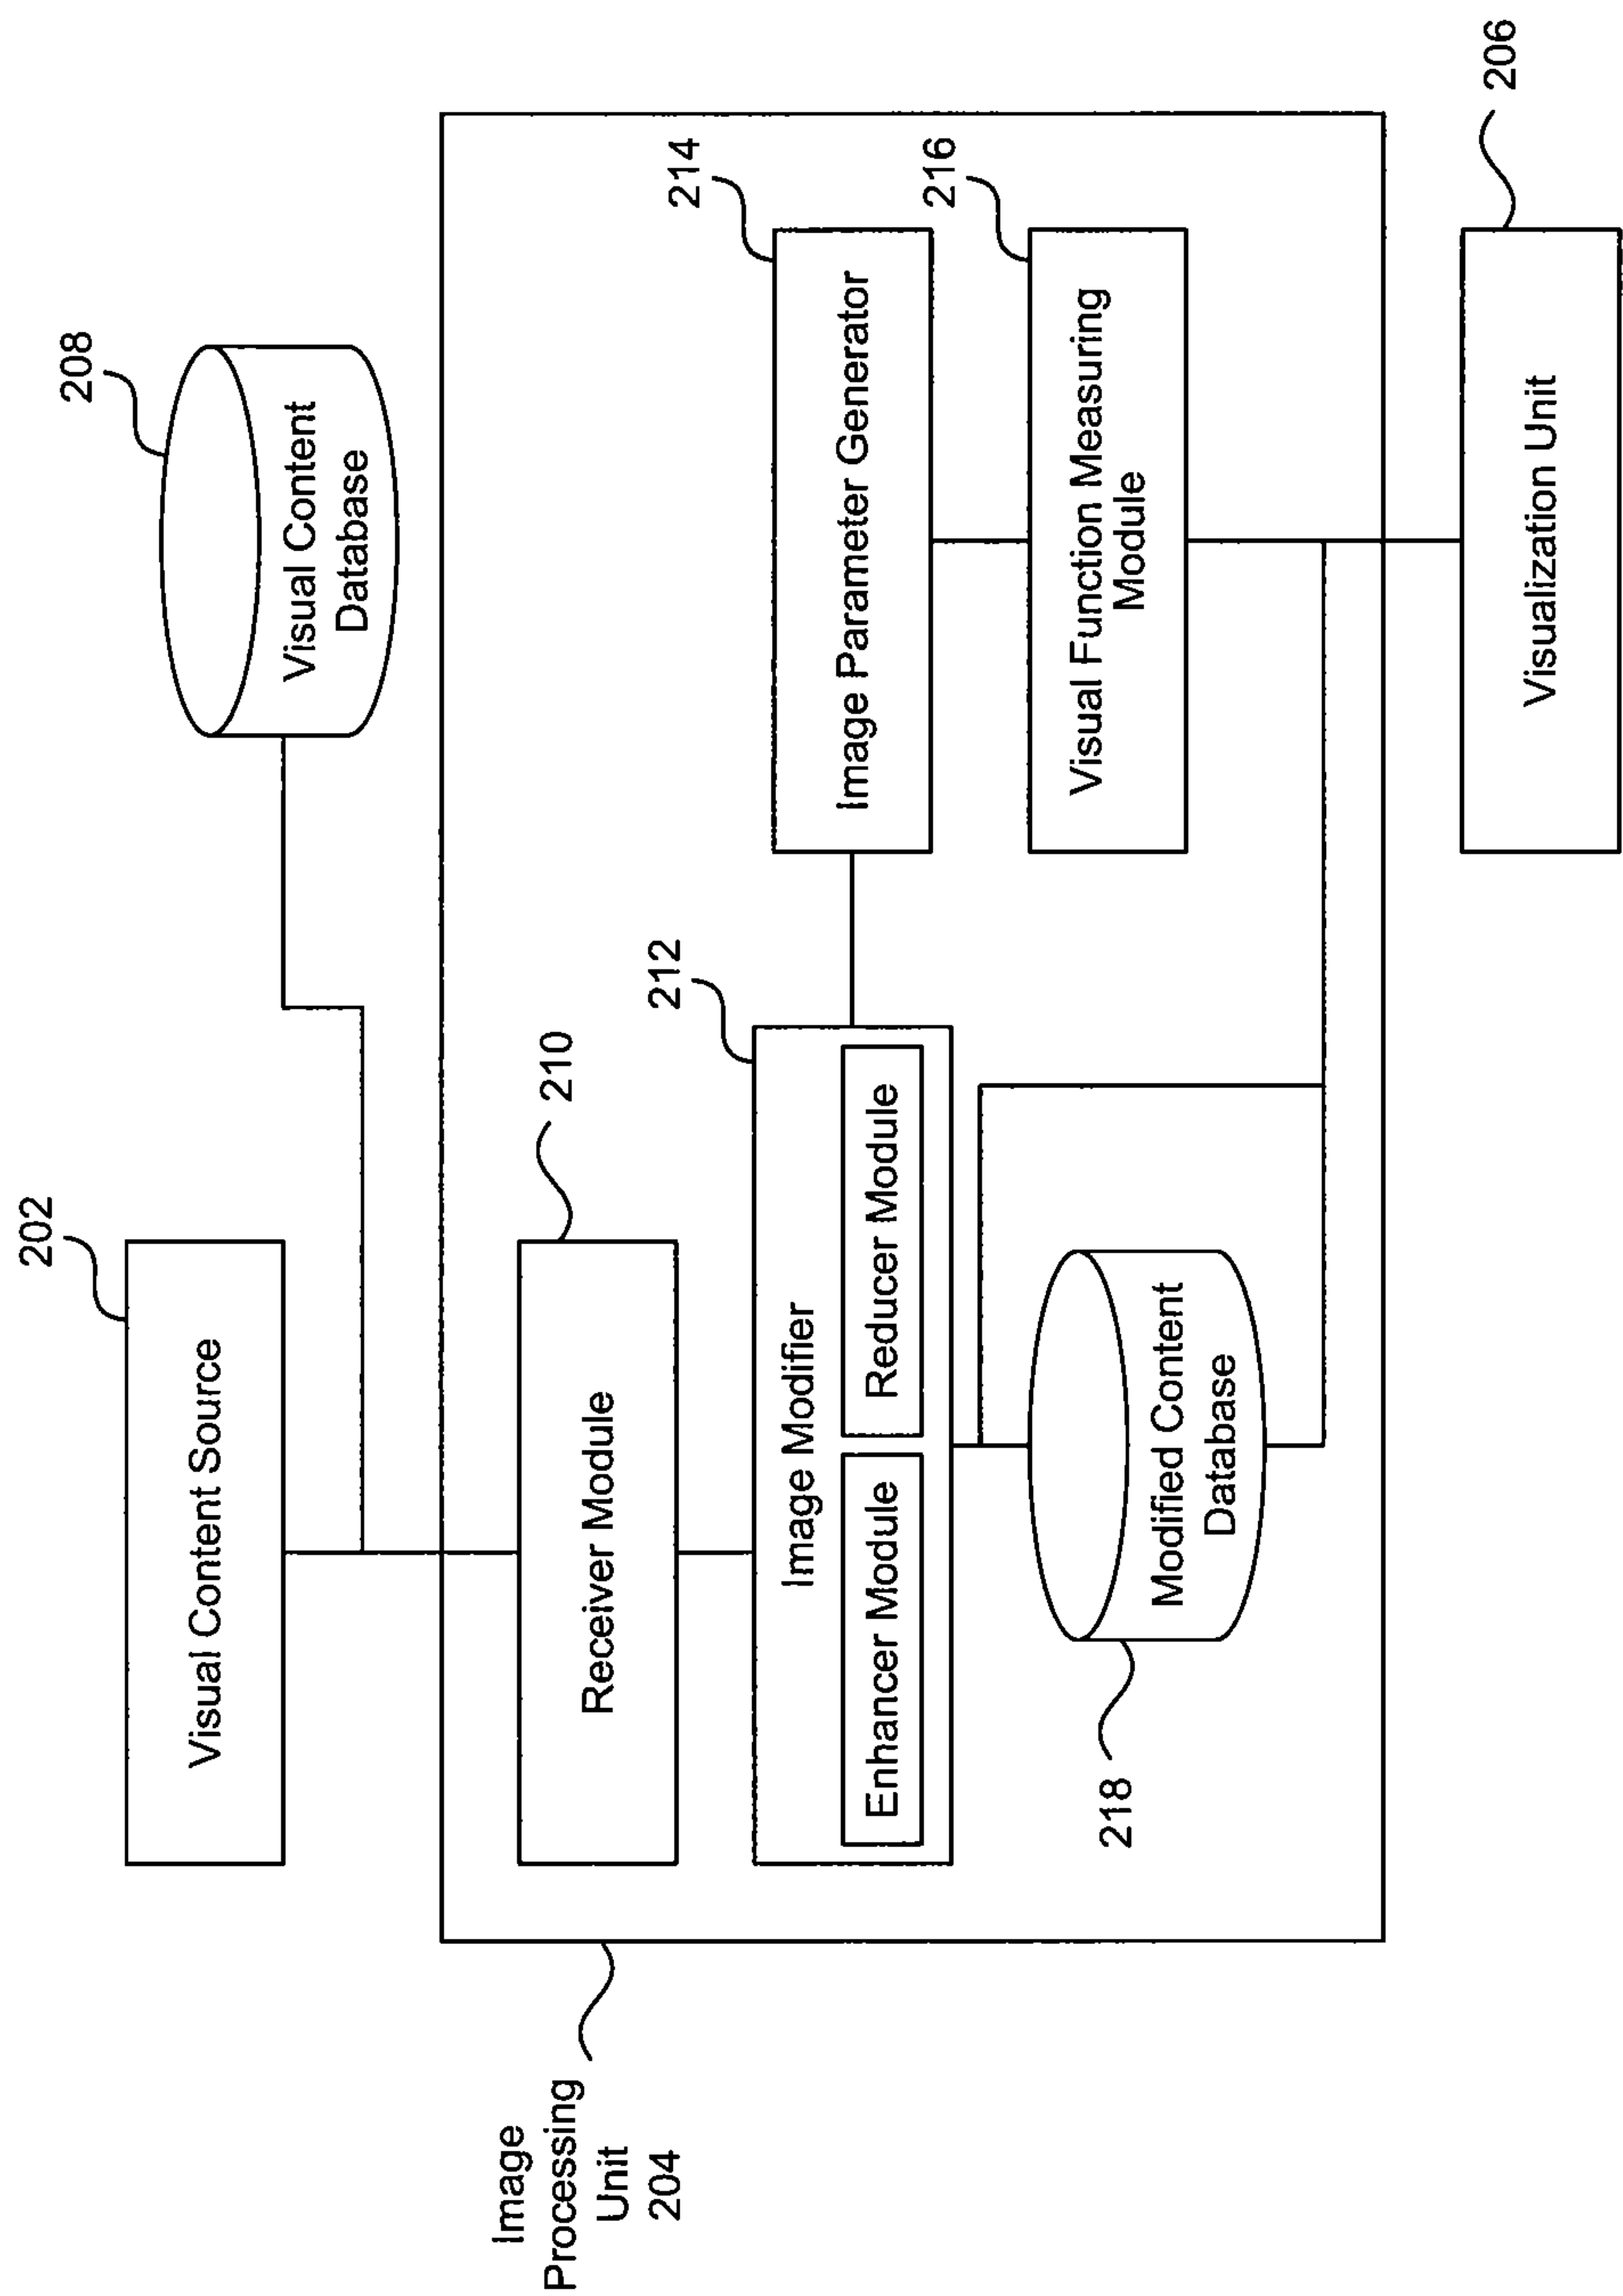 202
Visual Content Source
208
Visual Content
Database
Image
Processing
Unit
204
210
Receiver Module
212
Image Modifier
Enhancer Module
Reducer Module
214
Image Parameter Generator
216
Visual Function Measuring
Module
218
Modified Content
Database
206
Visualization Unit